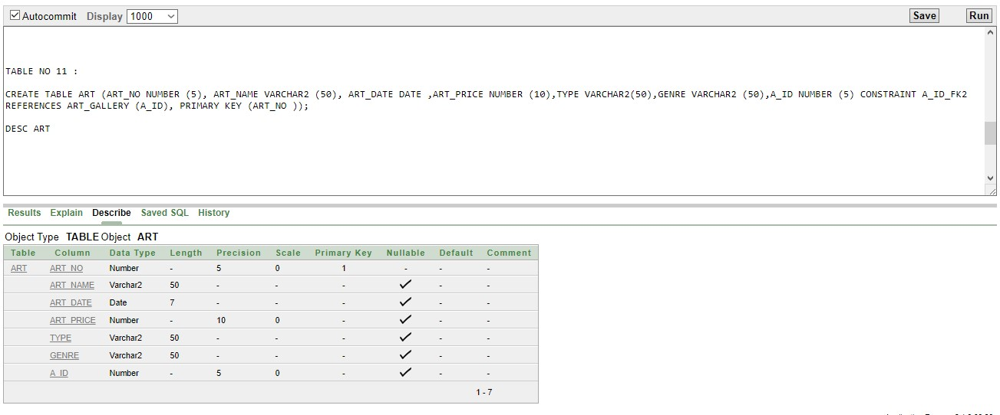 Autocommit Display 1000 Save Run
TABLE NO 11 :
CREATE TABLE ART (ART_NO NUMBER (5), ART_NAME VARCHAR2 (50), ART_DATE DATE ,ART_PRICE NUMBER (10),TYPE VARCHAR2(50),GENRE VARCHAR2 (50),A_ID NUMBER (5) CONSTRAINT A_ID_FK2
REFERENCES ART_GALLERY (A_ID), PRIMARY KEY (ART_NO ));
DESC ART
Results Explain Describe Saved SQL History
Object Type TABLE Object ART
Table Column Data Type Length Precision Scale Primary Key Nullable Default Comment
ART ART_NO Number - 5 0 1 - - -
ART_NAME Varchar2 50 - - - - -
ART_DATE Date 7 - - - - -
ART_PRICE Number - 10 0 - - -
TYPE Varchar2 50 - - - - -
GENRE Varchar2 50 - - - - -
A_ID Number - 5 0 - - -
1 - 7